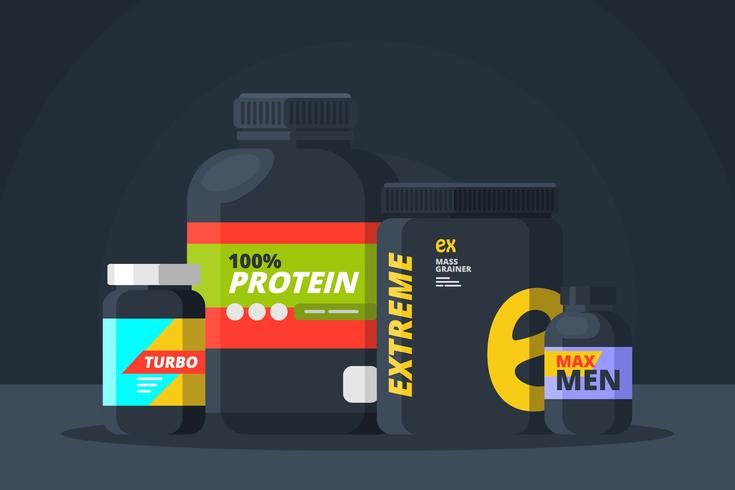 100%
PROTEIN
TURBO
EXTREME
ex
MASS
GRAINER
e
MAX
MEN